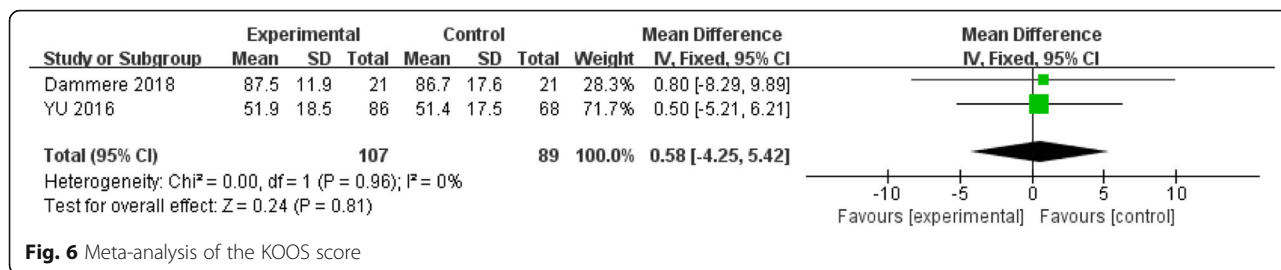 Experimental Control Mean Difference Mean Difference
Study or Subgroup Mean SD Total Mean SD Total Weight IV, Fixed, 95% CI IV, Fixed, 95% CI
Dammere 2018 87.5 11.9 21 86.7 17.6 21 28.3% 0.80 [-8.29, 9.89]
YU 2016 51.9 18.5 86 51.4 17.5 68 71.7% 0.50 [-5.21, 6.21]
Total (95% CI) 107 89 100.0% 0.58 [-4.25, 5.42]
Heterogeneity: Chi² = 0.00, df = 1 (P = 0.96); I² = 0%
Test for overall effect: Z = 0.24 (P = 0.81)
-10 -5 0 5 10
Favours [experimental] Favours [control]
Fig. 6 Meta-analysis of the KOOS score